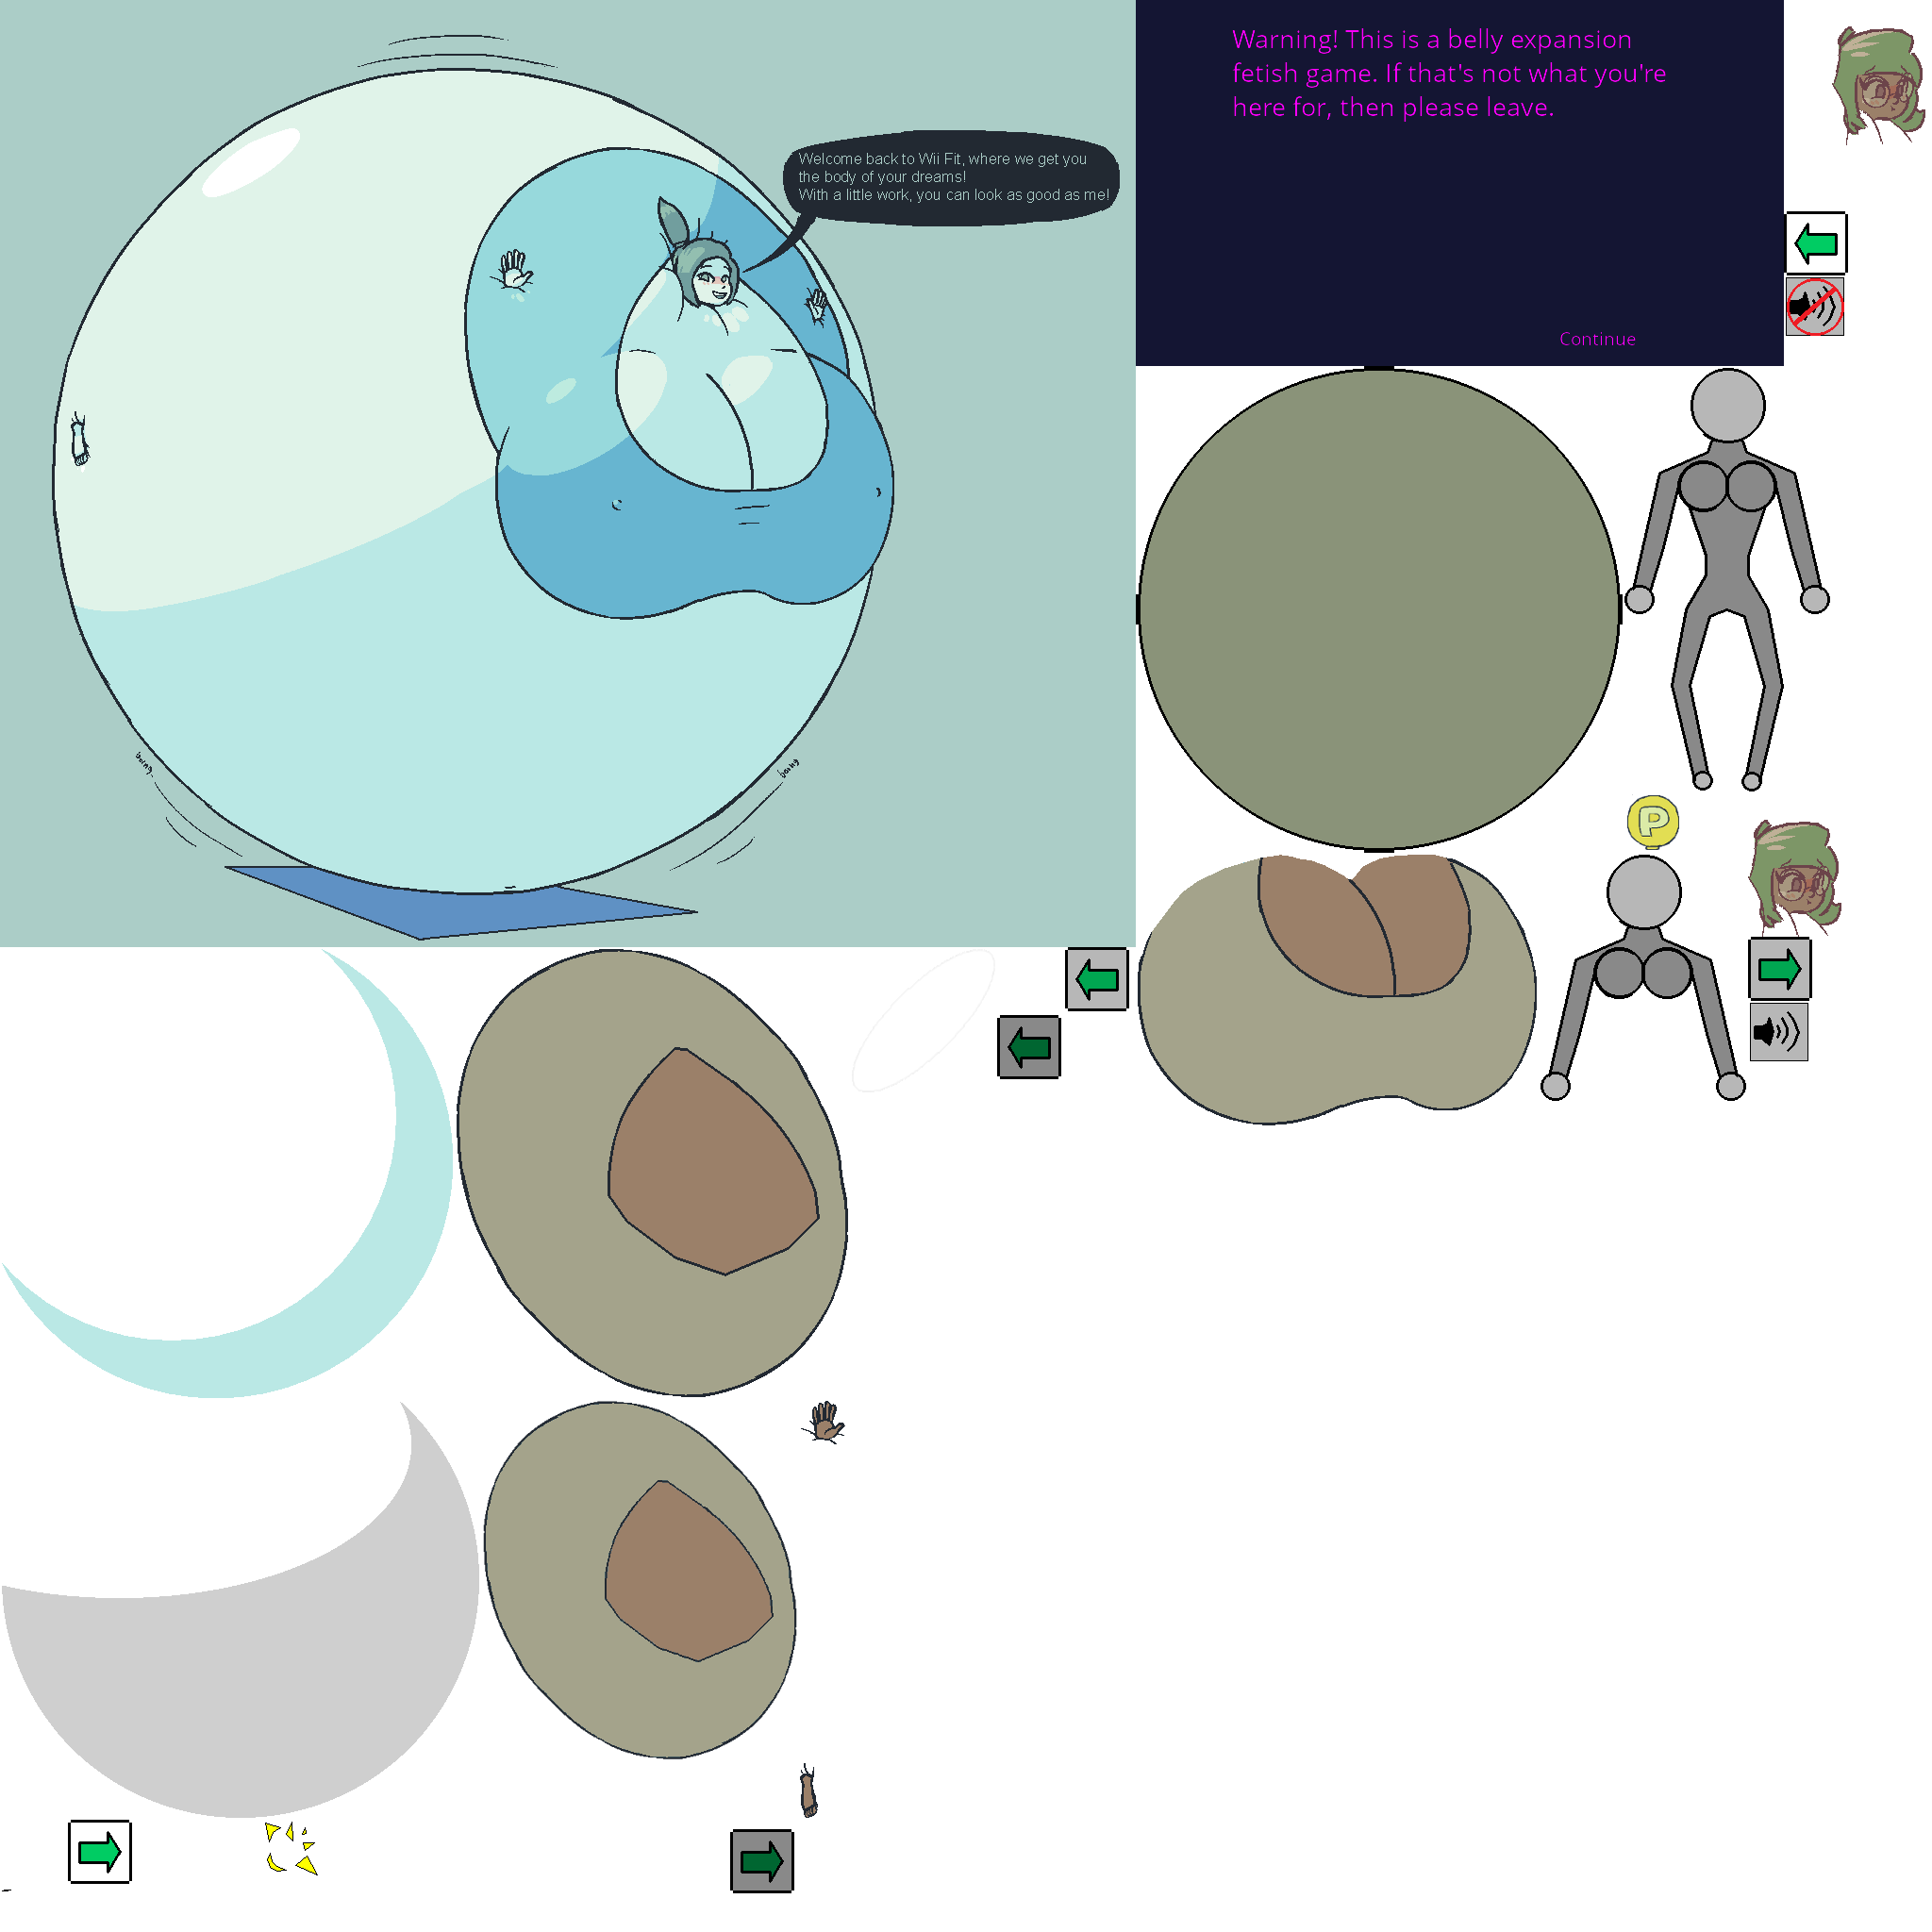 Welcome back to Wii Fit, where we get you
the body of your dreams!
With a little work, you can look as good as me!
Warning! This is a belly expansion
fetish game. If that's not what you're
here for, then please leave.
Continue
boing
boing
P